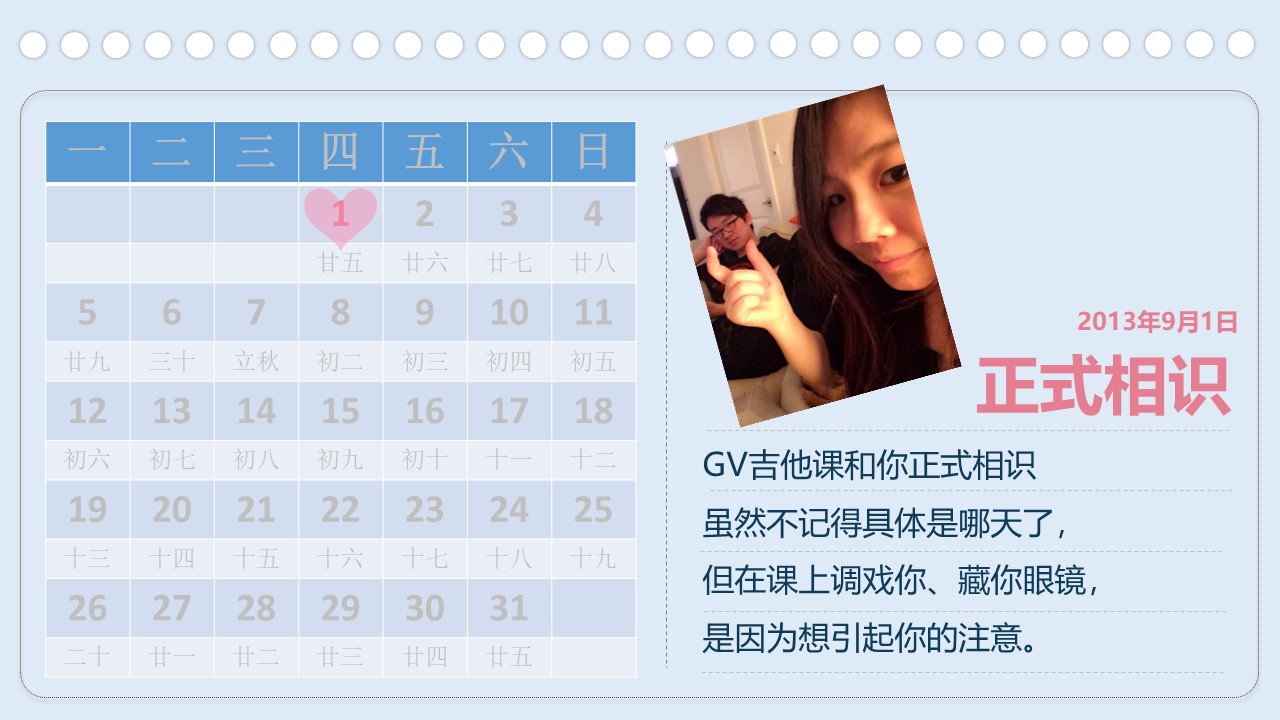 一 二 三 四 五 六 日
1 2 3 4
廿五 廿六 廿七 廿八
5 6 7 8 9 10 11
廿九 三十 立秋 初二 初三 初四 初五
12 13 14 15 16 17 18
初六 初七 初八 初九 初十 十一 十二
19 20 21 22 23 24 25
十三 十四 十五 十六 十七 十八 十九
26 27 28 29 30 31
二十 廿一 廿二 廿三 廿四 廿五
2013年9月1日
正式相识
GV吉他课和你正式相识
虽然不记得具体是哪天了，
但在课上调戏你、藏你眼镜，
是因为想引起你的注意。